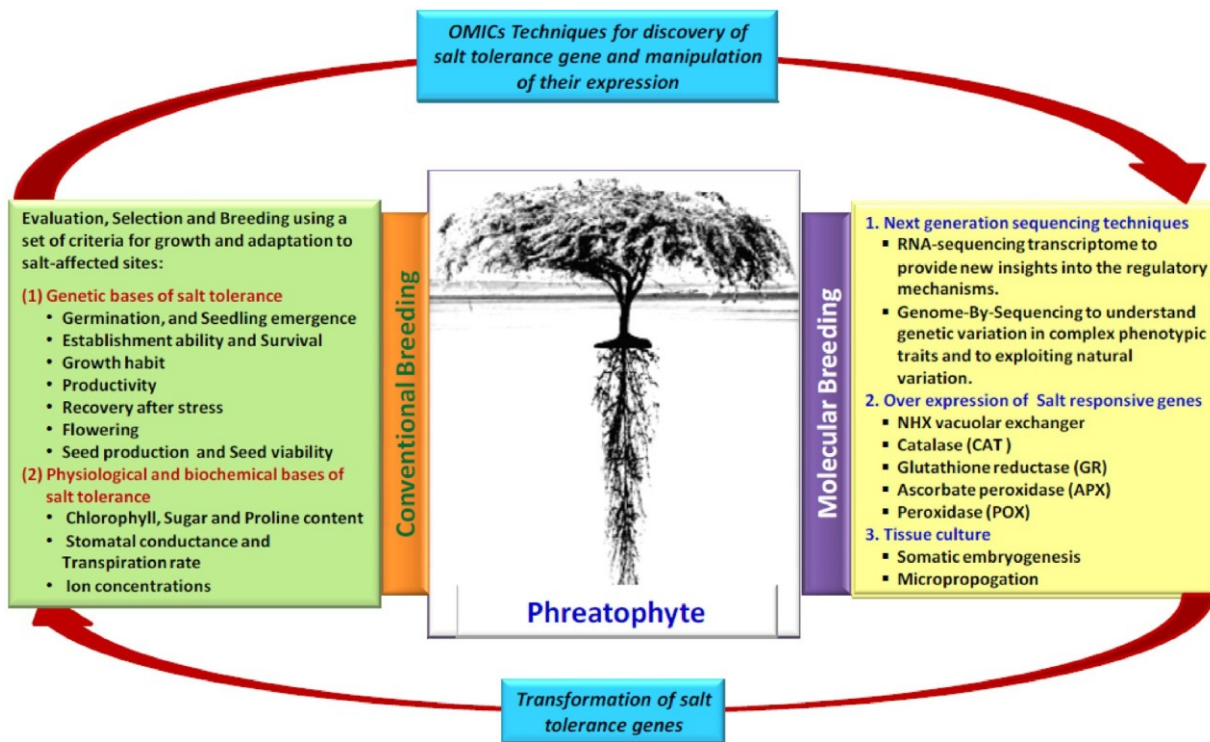 OMICs Techniques for discovery of
salt tolerance gene and manipulation
of their expression
Evaluation, Selection and Breeding using a
set of criteria for growth and adaptation to
salt-affected sites:
(1) Genetic bases of salt tolerance
• Germination, and Seedling emergence
• Establishment ability and Survival
• Growth habit
• Productivity
• Recovery after stress
• Flowering
• Seed production and Seed viability
(2) Physiological and biochemical bases of
salt tolerance
• Chlorophyll, Sugar and Proline content
• Stomatal conductance and
Transpiration rate
• Ion concentrations
Conventional Breeding
Phreatophyte
Molecular Breeding
1. Next generation sequencing techniques
▪ RNA-sequencing transcriptome to
provide new insights into the regulatory
mechanisms.
▪ Genome-By-Sequencing to understand
genetic variation in complex phenotypic
traits and to exploiting natural
variation.
2. Over expression of Salt responsive genes
▪ NHX vacuolar exchanger
▪ Catalase (CAT )
▪ Glutathione reductase (GR)
▪ Ascorbate peroxidase (APX)
▪ Peroxidase (POX)
3. Tissue culture
▪ Somatic embryogenesis
▪ Micropropogation
Transformation of salt
tolerance genes